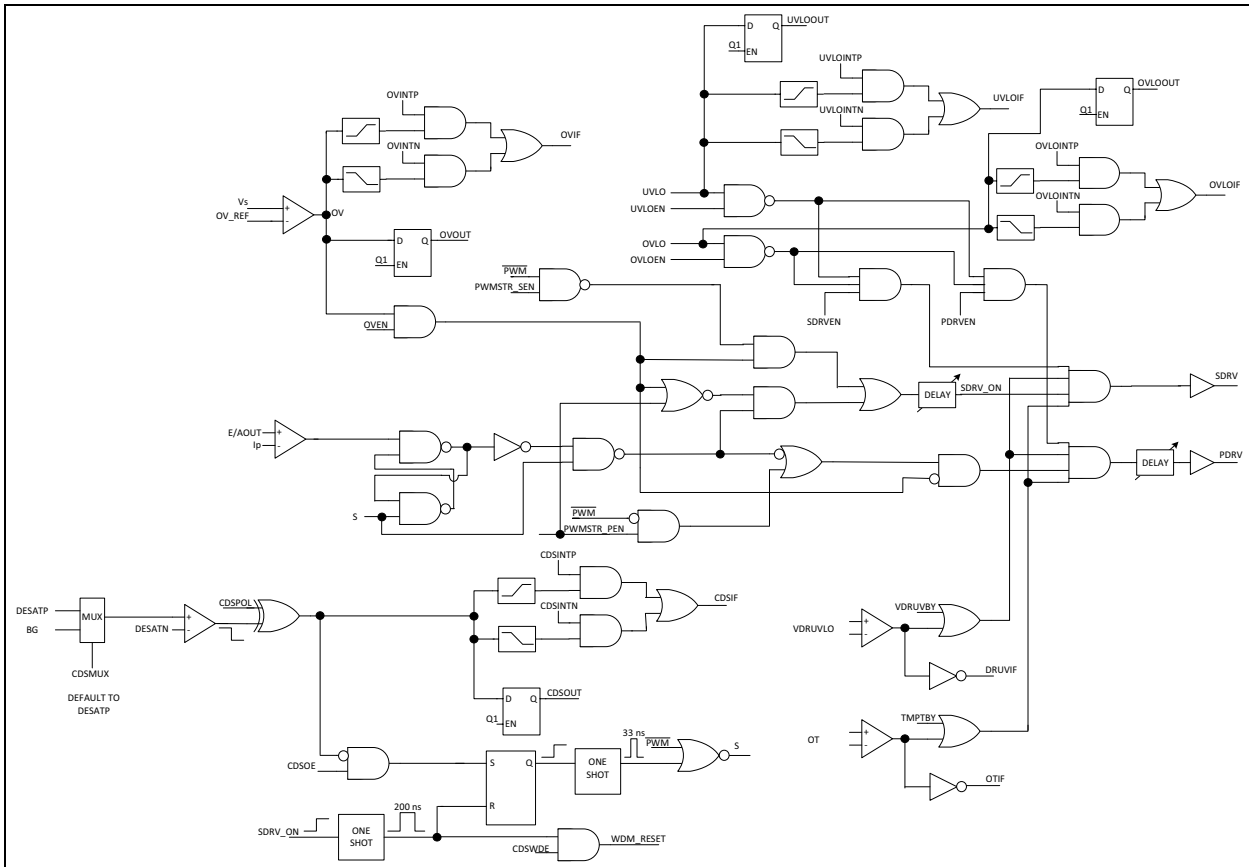 UVLOOUT
D Q
Q1
EN
UVLOINTP
UVLOIF
UVLOINTN
OVLOOUT
D Q
Q1
EN
OVLOINTP
OVLOIF
OVLOINTN
OVINTP
OVIF
OVINTN
Vs +
OV_REF -
OV
OVOUT
D Q
Q1
EN
OVEN
UVLO
UVLOEN
OVLO
OVLOEN
PWM
PWMSTR_SEN
SDRVEN
PDRVEN
SDRV
DELAY
SDRV_ON
E/AOUT +
Ip -
PDRV
DELAY
S
PWM
PWMSTR_PEN
CDSINTP
CDSIF
CDSINTN
DESATP
BG
MUX
CDSPOL
+
DESATN -
CDSMUX
DEFAULT TO
DESATP
CDSOUT
D Q
Q1
EN
VDRUVBY
VDRUVLO
+
-
DRUVIF
TMPTBY
OT
+
-
OTIF
CDSOE
S Q
R
33 ns
ONE
SHOT
PWM
S
200 ns
SDRV_ON
ONE
SHOT
CDSWDE
WDM_RESET